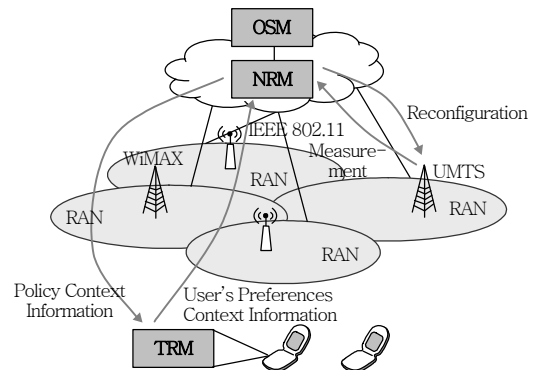 OSM
NRM
Reconfiguration
IEEE 802.11
Measure-
ment
WiMAX
UMTS
RAN
RAN
RAN
RAN
Policy Context
Information
User's Preferences
Context Information
TRM